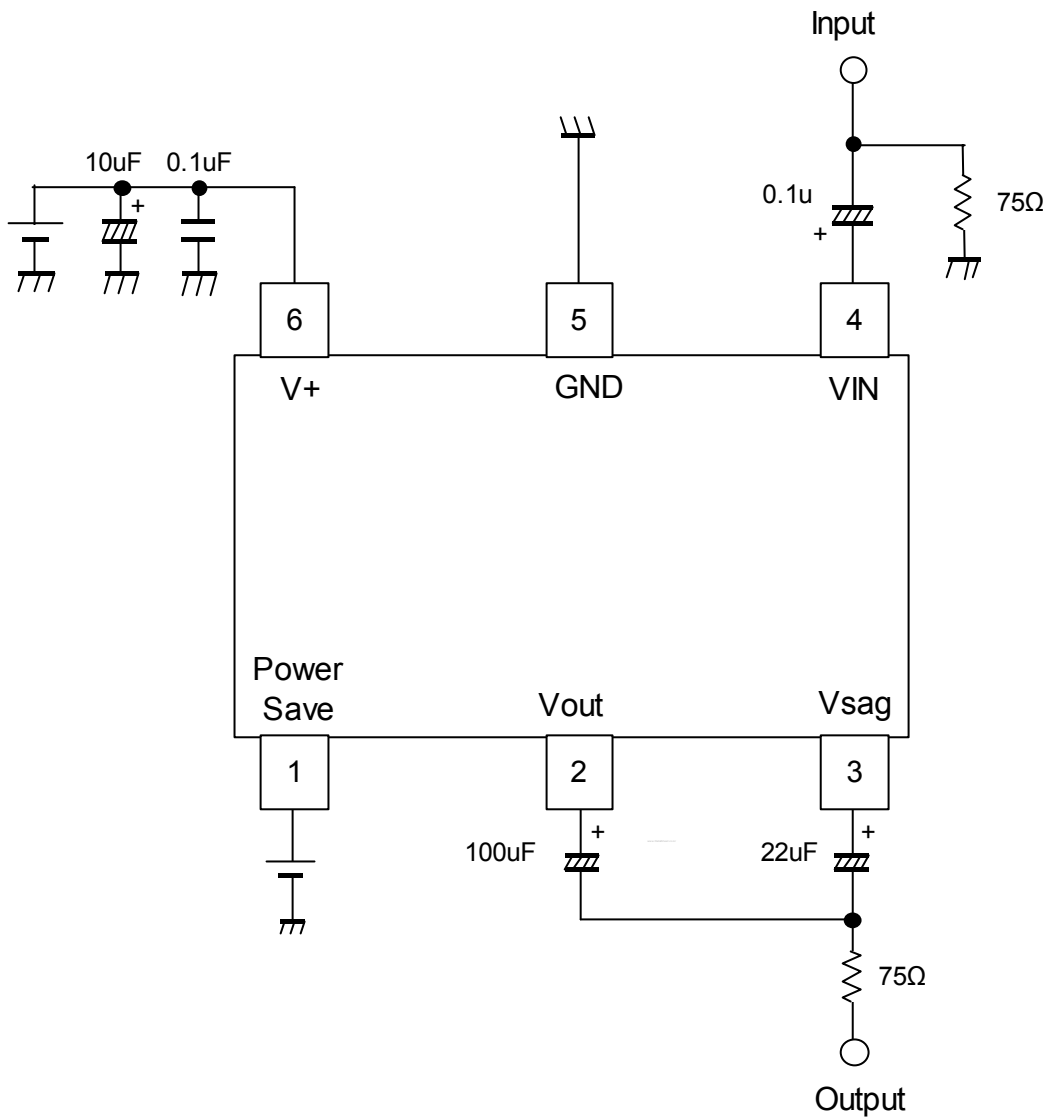 Input
10uF 0.1uF
+
0.1u
+
75Ω
6
5
4
V+
GND
VIN
Power
Save
Vout
Vsag
1
2
3
+
100uF
+
22uF
75Ω
Output